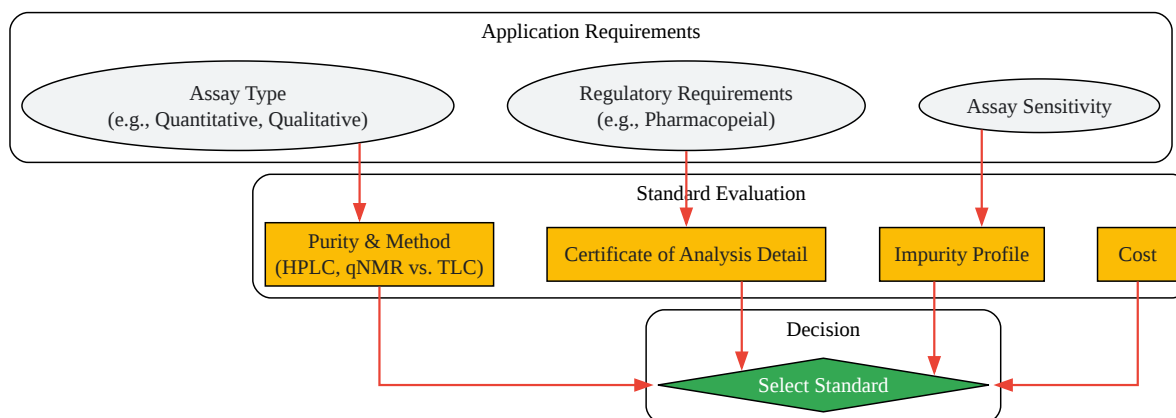 Application Requirements
Assay Type
(e.g., Quantitative, Qualitative)
Regulatory Requirements
(e.g., Pharmacopeial)
Assay Sensitivity
Standard Evaluation
Purity & Method
(HPLC, qNMR vs. TLC)
Certificate of Analysis Detail
Impurity Profile
Cost
Decision
Select Standard